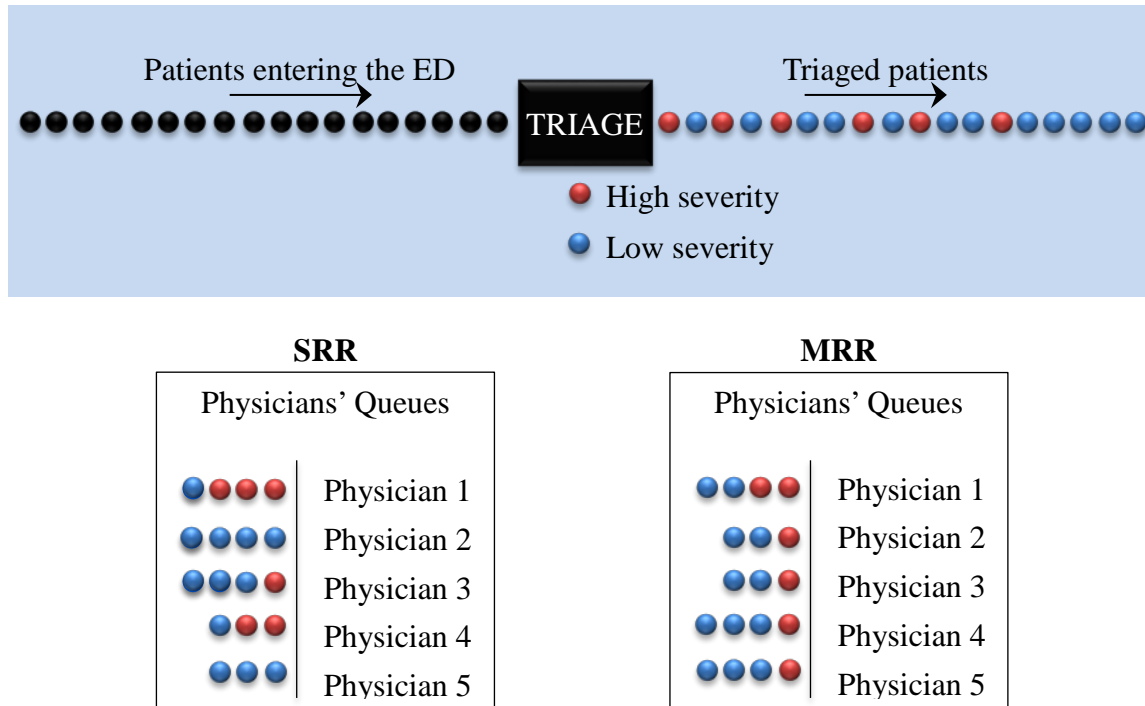 Patients entering the ED
Triaged patients
TRIAGE
High severity
Low severity
SRR
Physicians’ Queues
Physician 1
Physician 2
Physician 3
Physician 4
Physician 5
MRR
Physicians’ Queues
Physician 1
Physician 2
Physician 3
Physician 4
Physician 5